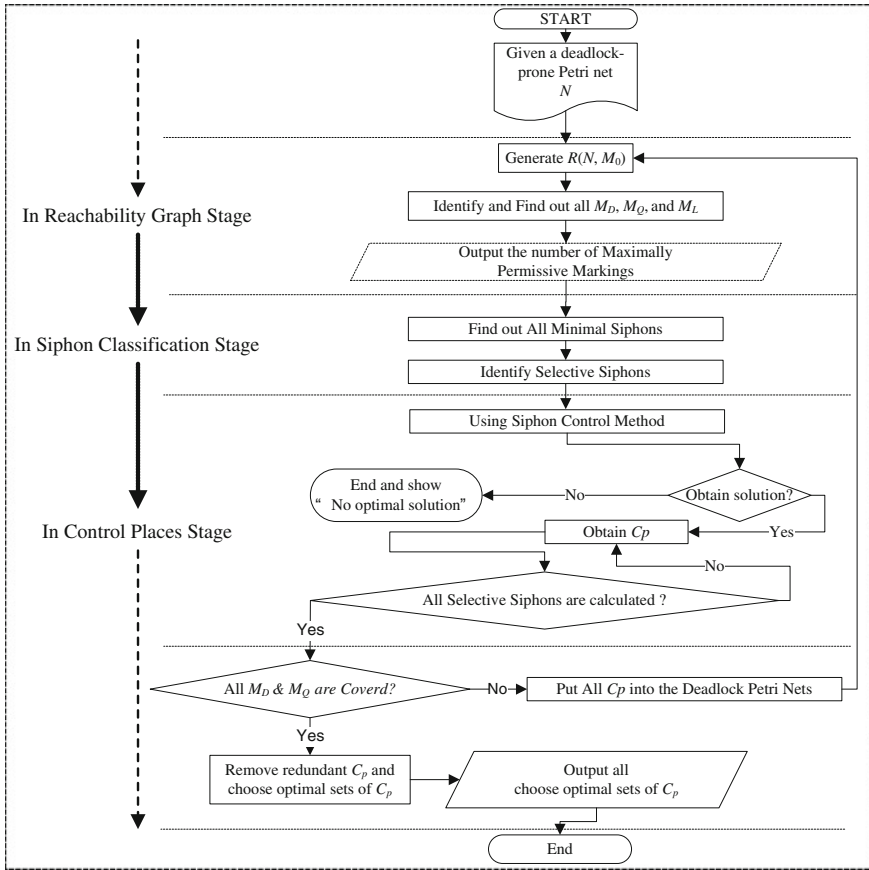 START
Given a deadlock-
prone Petri net
N
Generate R(N, M0)
In Reachability Graph Stage
Identify and Find out all MD, MQ, and ML
Output the number of Maximally
Permissive Markings
In Siphon Classification Stage
Find out All Minimal Siphons
Identify Selective Siphons
Using Siphon Control Method
End and show
“ No optimal solution”
No
Obtain solution?
In Control Places Stage
Obtain Cp
Yes
No
All Selective Siphons are calculated ?
Yes
All MD & MQ are Coverd?
No
Put All Cp into the Deadlock Petri Nets
Yes
Remove redundant Cp and
choose optimal sets of Cp
Output all
choose optimal sets of Cp
End